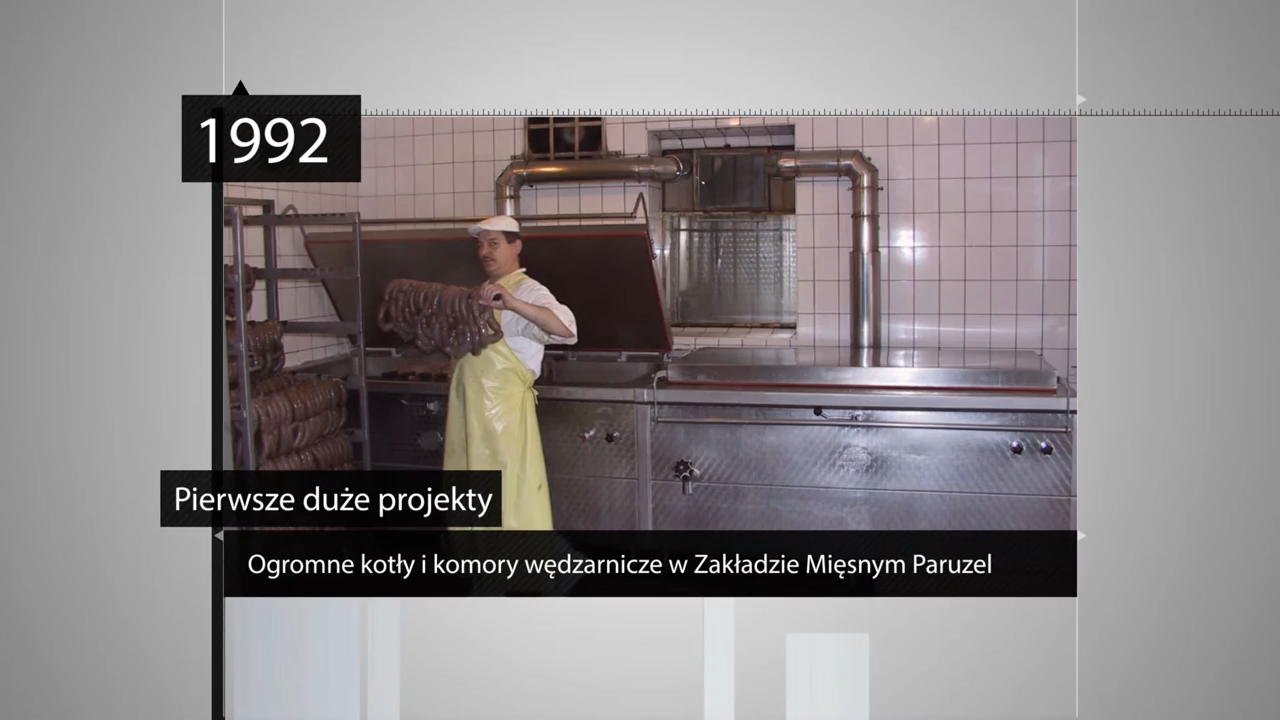 1992
Pierwsze duże projekty
Ogromne kotły i komory wędzarnicze w Zakładzie Mięsnym Paruzel